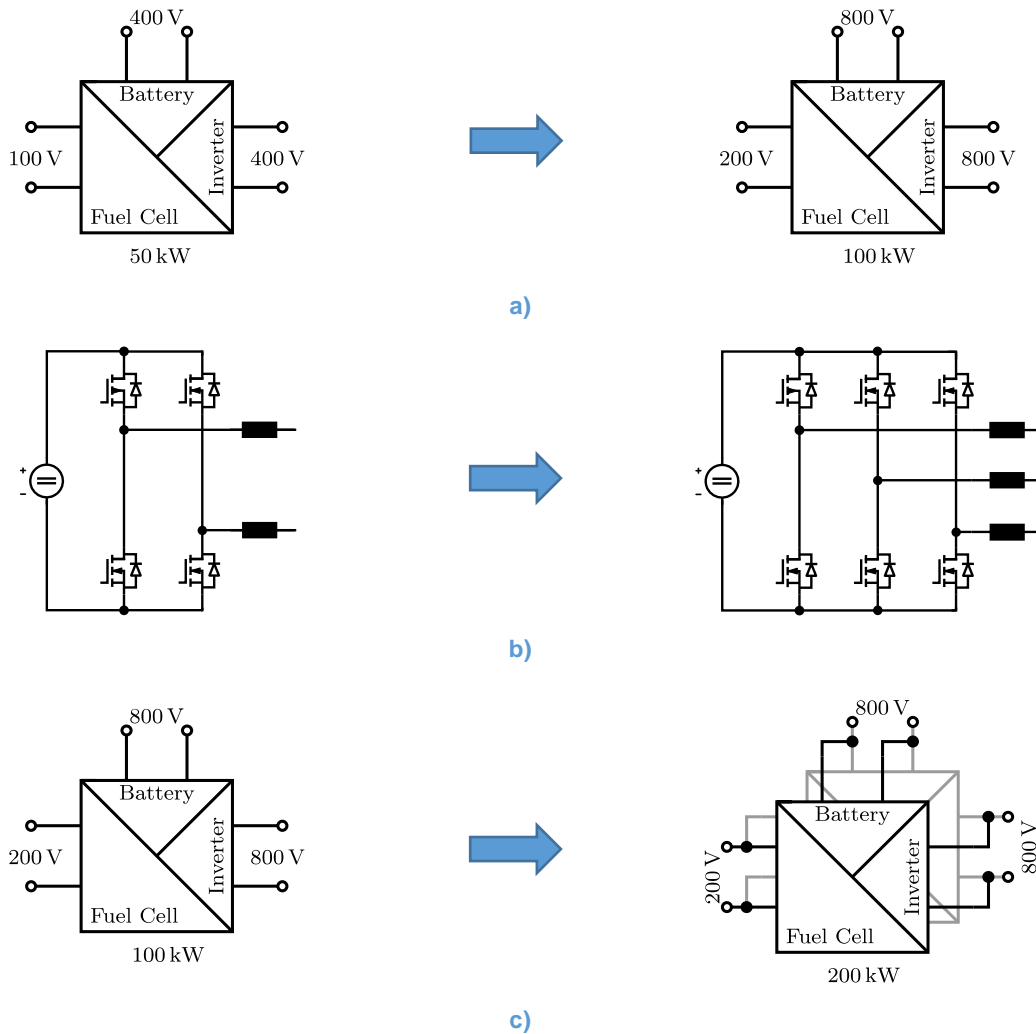 400 V
Battery
100 V
Inverter
400 V
Fuel Cell
50 kW
800 V
Battery
200 V
Inverter
800 V
Fuel Cell
100 kW
a)
+
-
+
-
b)
800 V
Battery
200 V
Inverter
800 V
Fuel Cell
100 kW
800 V
Battery
200 V
Inverter
800 V
Fuel Cell
200 kW
c)